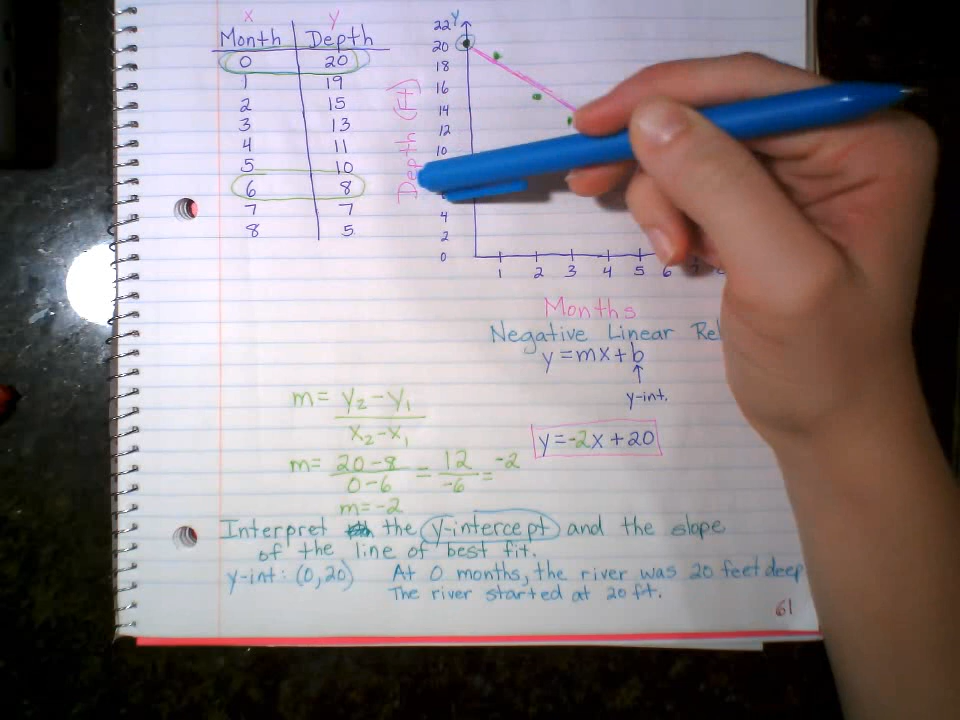 x y
Month Depth
0 20
1 19
2 15
3 13
4 11
5 10
6 8
7 7
8 5
y
22
20
18
16
14
12
10
4
2
0
Depth (ft)
1 2 3 4 5 6
Months
Negative Linear
y = mx + b
y-int.
m = y₂ - y₁
x₂ - x₁
y = -2x + 20
m = 20 - 8 = 12 = -2
0 - 6 -6
m = -2
Interpret the y-intercept and the slope
of the line of best fit.
y-int: (0,20) At 0 months, the river was 20 feet deep
The river started at 20 ft.
61